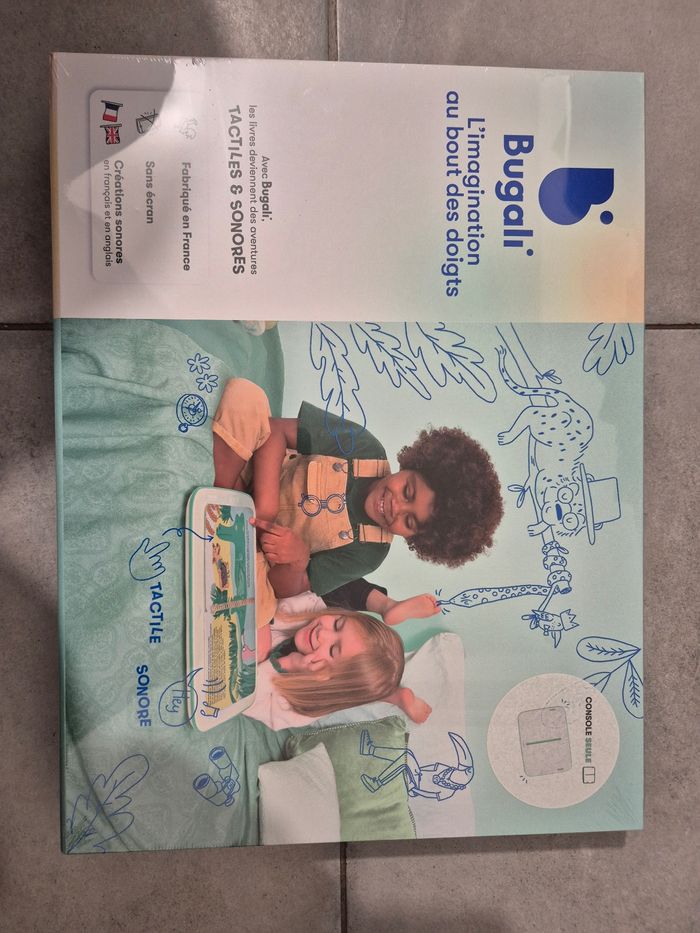 Bugali
L'imagination
au bout des doigts
Avec Bugali,
les livres deviennent des aventures
TACTILES & SONORES
Fabriqué en France
Sans écran
Créations sonores
en français et en anglais
CONSOLE SEULE
TACTILE
SONORE
Hey